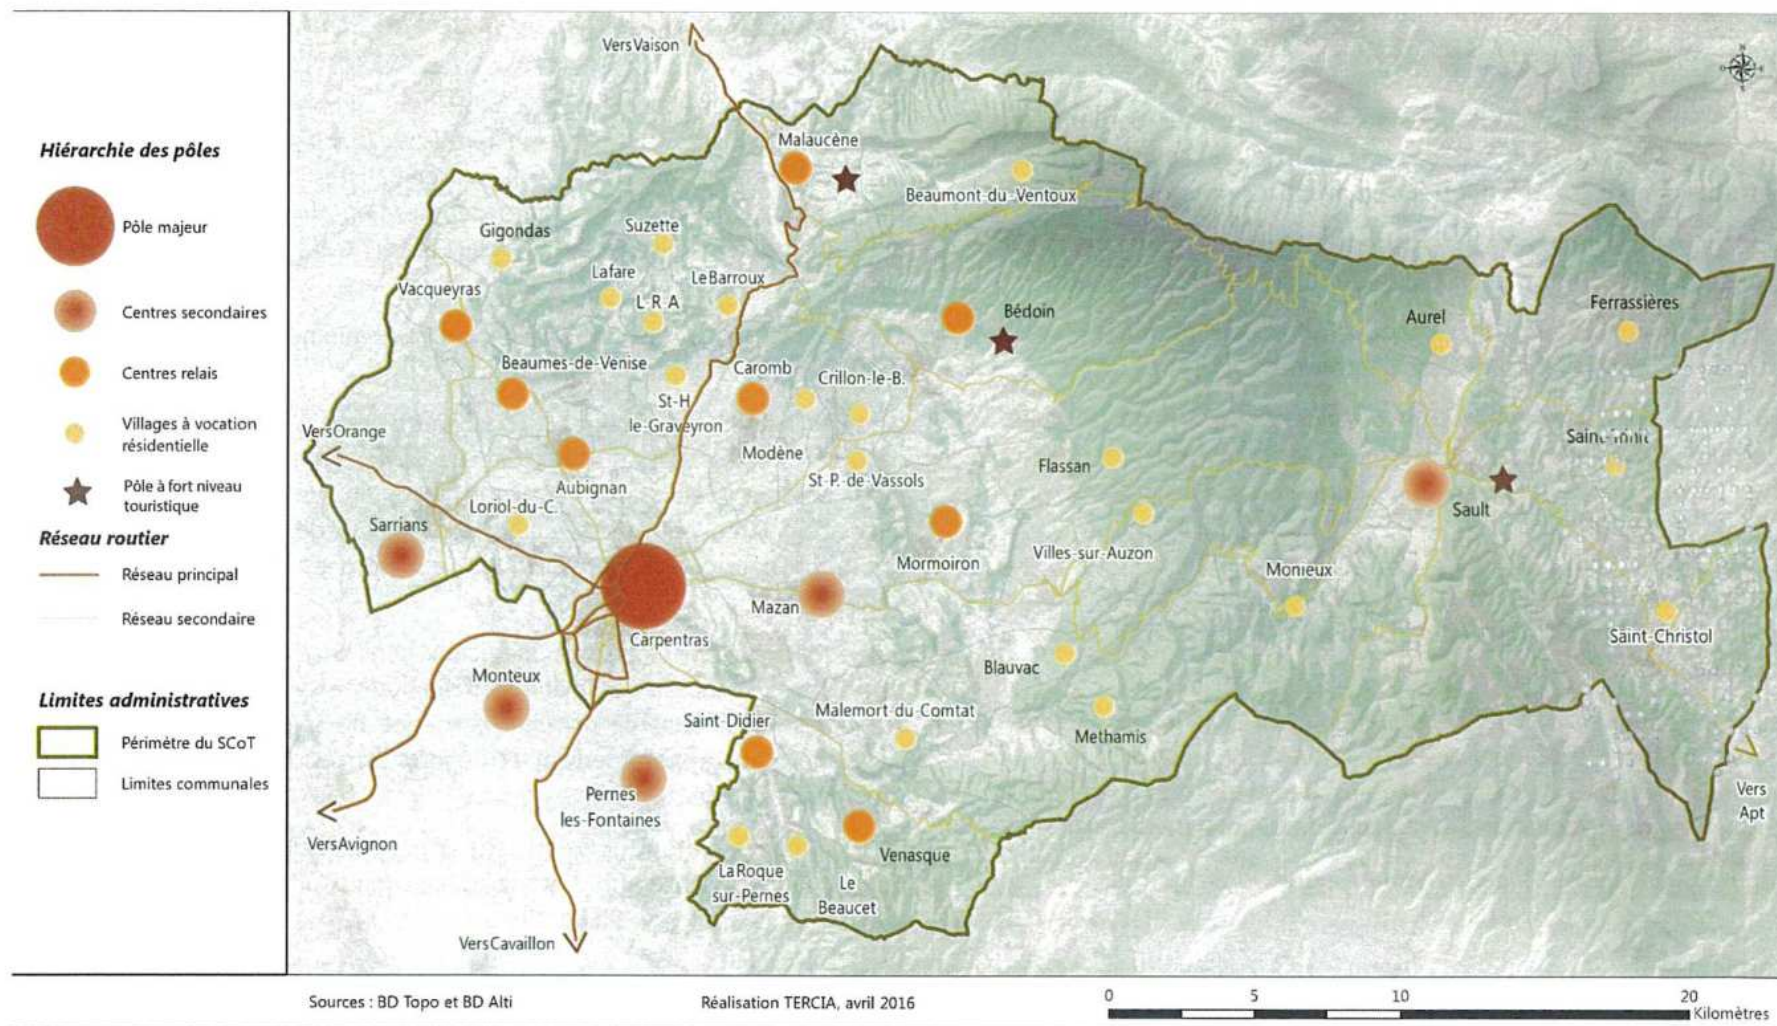 Hiérarchie des pôles
Pôle majeur
Centres secondaires
Centres relais
Villages à vocation
résidentielle
Pôle à fort niveau
touristique
Réseau routier
Réseau principal
Réseau secondaire
Limites administratives
Périmètre du SCoT
Limites communales
Vers Vaison
Malaucène
Beaumont-du-Ventoux
Gigondas
Suzette
Lafare
Le Barroux
L-R-A
Vacqueyras
Bédoin
Aurel
Ferrassières
Beaumes-de-Venise
Caromb
Crillon-le-B.
St-H
le-Graveyron
Vers Orange
Modène
St-P.-de-Vassols
Flassan
Aubignan
Loriol-du-C.
Sarrians
Sault
Mormoiron
Villes-sur-Auzon
Monieux
Mazan
Carpentras
Saint-Christol
Blauvac
Monteux
Saint-Didier
Malemort-du-Comtat
Methamis
Pernes
les-Fontaines
Vers
Apt
Vers Avignon
Venasque
La Roque
sur-Pernes
Le
Beaucet
Vers Cavaillon
Sources : BD Topo et BD Alti
Réalisation TERCIA, avril 2016
0 5 10 20
Kilomètres